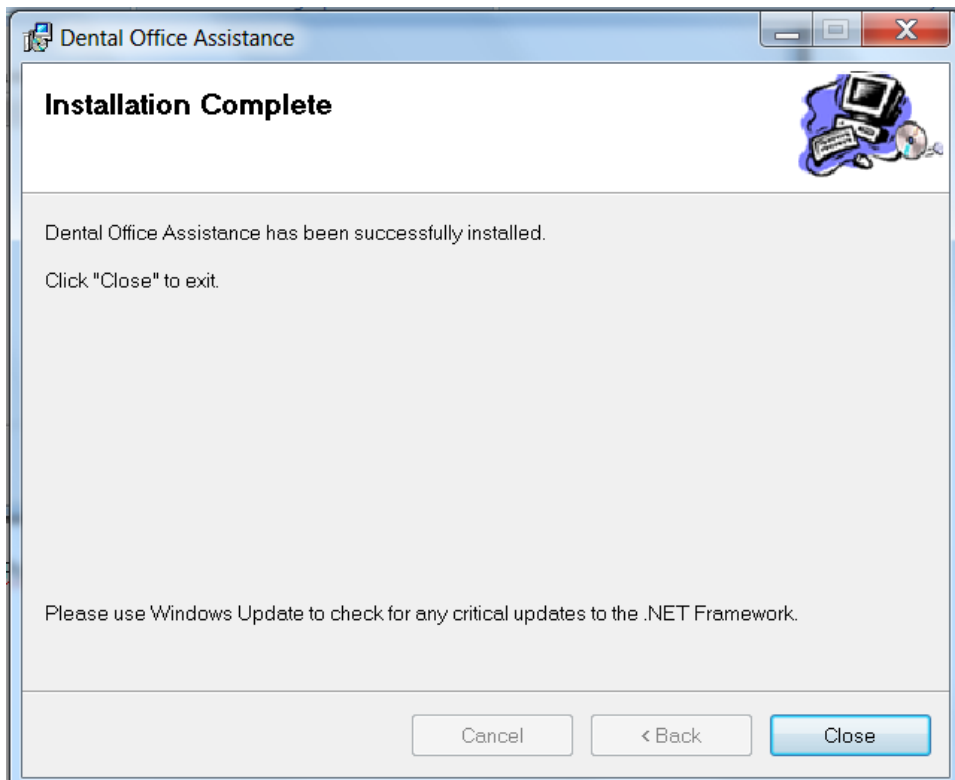 Dental Office Assistance
Installation Complete
Dental Office Assistance has been successfully installed.
Click "Close" to exit.
Please use Windows Update to check for any critical updates to the .NET Framework.
Cancel
< Back
Close